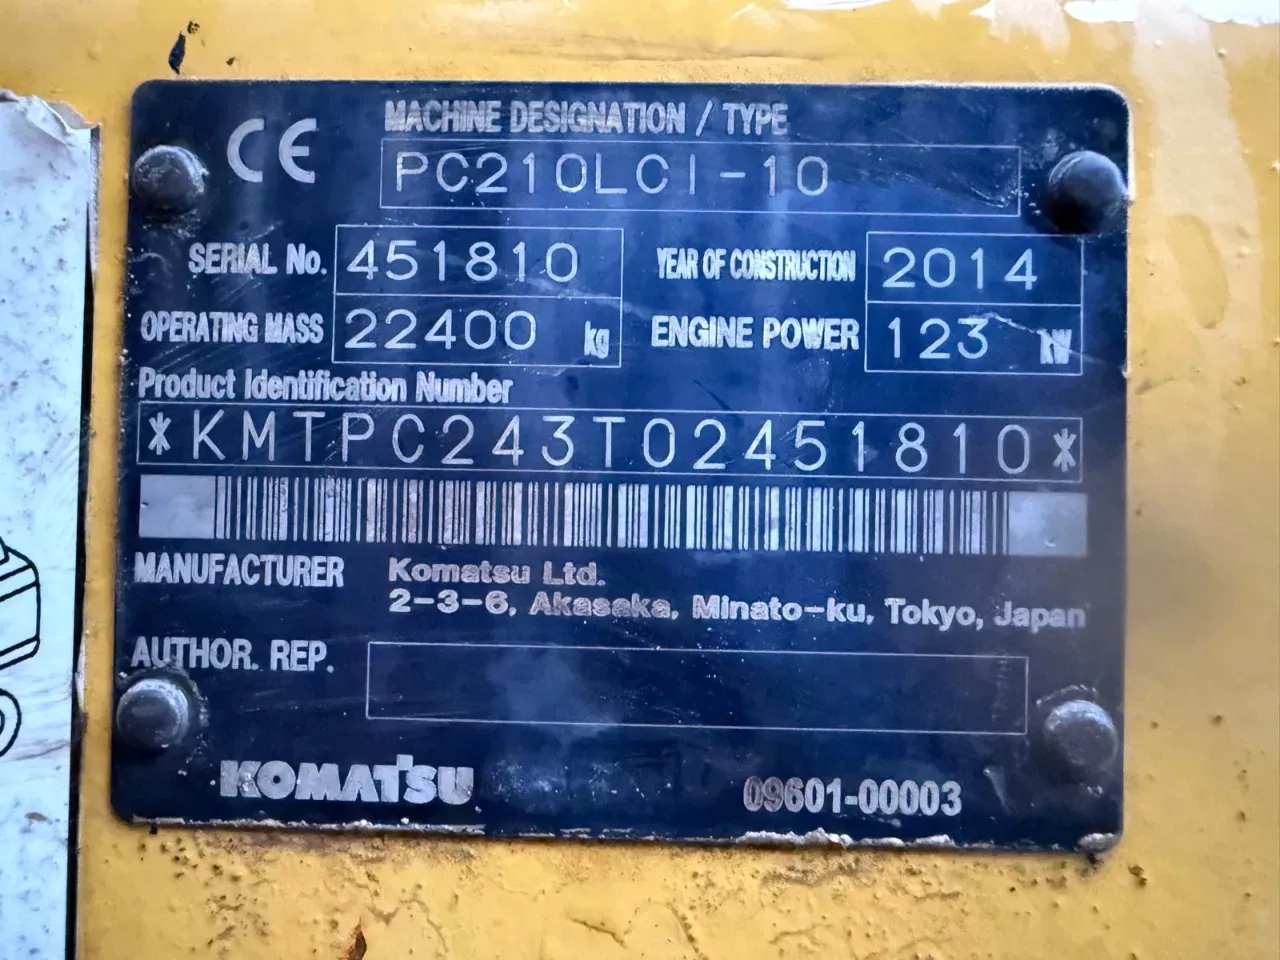 CE
MACHINE DESIGNATION / TYPE
PC210LCI-10
SERIAL No. 451810 YEAR OF CONSTRUCTION 2014
OPERATING MASS 22400 kg ENGINE POWER 123 kW
Product Identification Number
*KMTPC243T02451810*
MANUFACTURER Komatsu Ltd.
2-3-6, Akasaka, Minato-ku, Tokyo, Japan
AUTHOR. REP.
KOMATSU 09601-00003